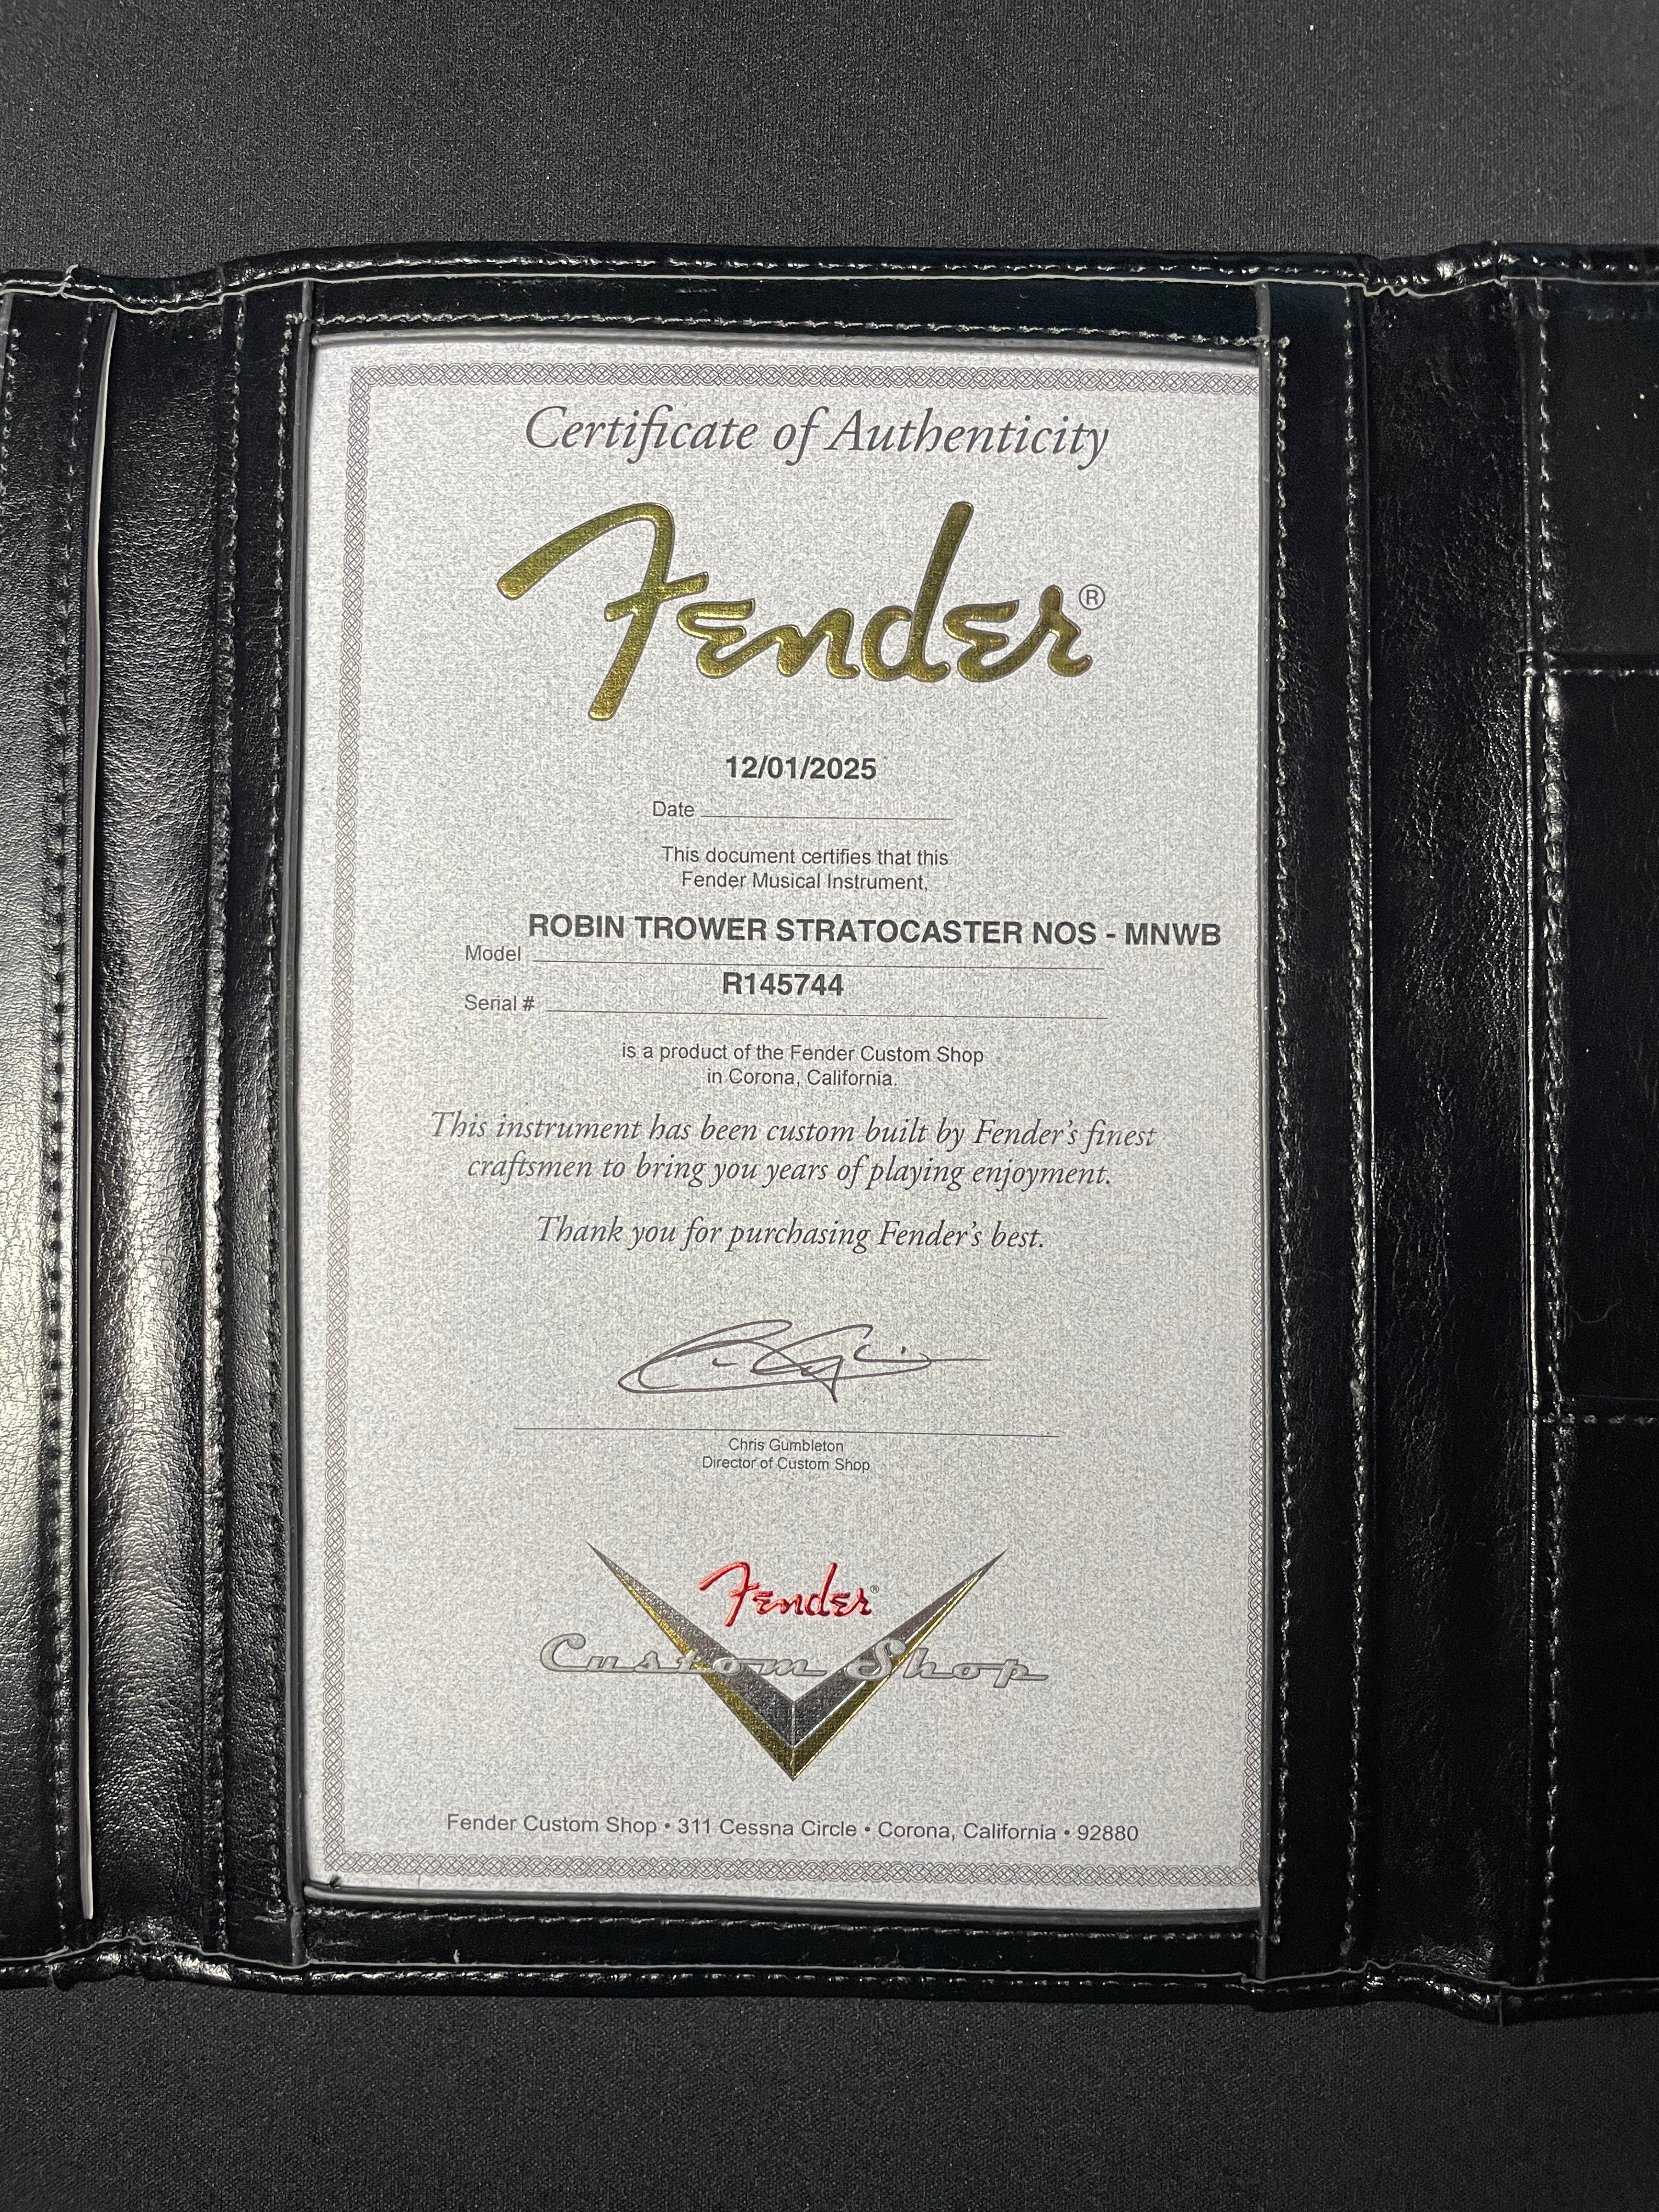 Certificate of Authenticity
Fender®
12/01/2025
Date
This document certifies that this
Fender Musical Instrument,
ROBIN TROWER STRATOCASTER NOS - MNWB
Model
R145744
Serial #
is a product of the Fender Custom Shop
in Corona, California.
This instrument has been custom built by Fender's finest
craftsmen to bring you years of playing enjoyment.
Thank you for purchasing Fender's best.
Chris Gumbleton
Director of Custom Shop
Fender®
Custom Shop
Fender Custom Shop • 311 Cessna Circle • Corona, California • 92880